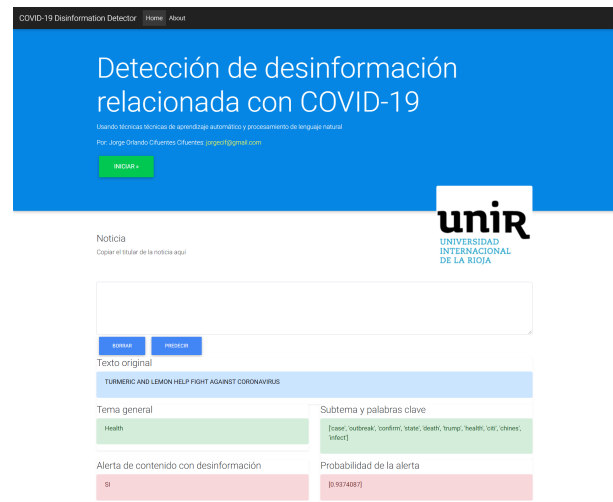 COVID-19 Disinformation Detector Home About
Detección de desinformación
relacionada con COVID-19
Usando técnicas técnicas de aprendizaje automático y procesamiento de lenguaje natural
Por: Jorge Orlando Cifuentes Cifuentes: jorgecif@gmail.com
INICIAR »
unir
UNIVERSIDAD
INTERNACIONAL
DE LA RIOJA
Noticia
Copiar el titular de la noticia aquí
BORRAR PREDECIR
Texto original
TURMERIC AND LEMON HELP FIGHT AGAINST CORONAVIRUS
Tema general
Health
Subtema y palabras clave
['case', 'outbreak', 'confirm', 'state', 'death', 'trump', 'health', 'citi', 'chines',
'infect']
Alerta de contenido con desinformación
SI
Probabilidad de la alerta
[0.9374087]